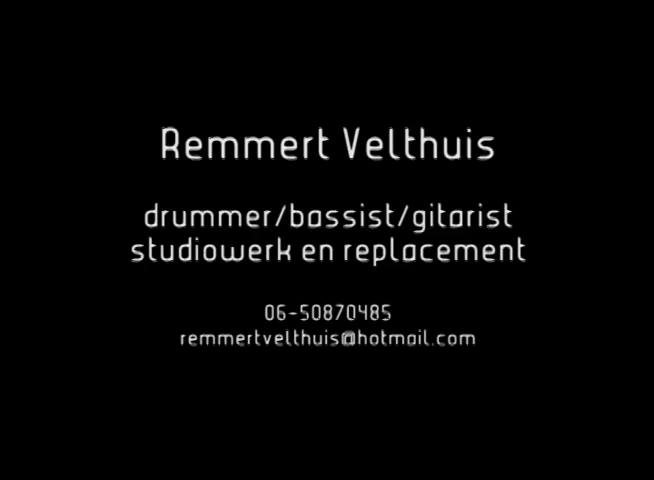 Remmert Velthuis
drummer/bassist/gitarist
studiowerk en replacement
06-50870485
remmertvelthuis@hotmail.com